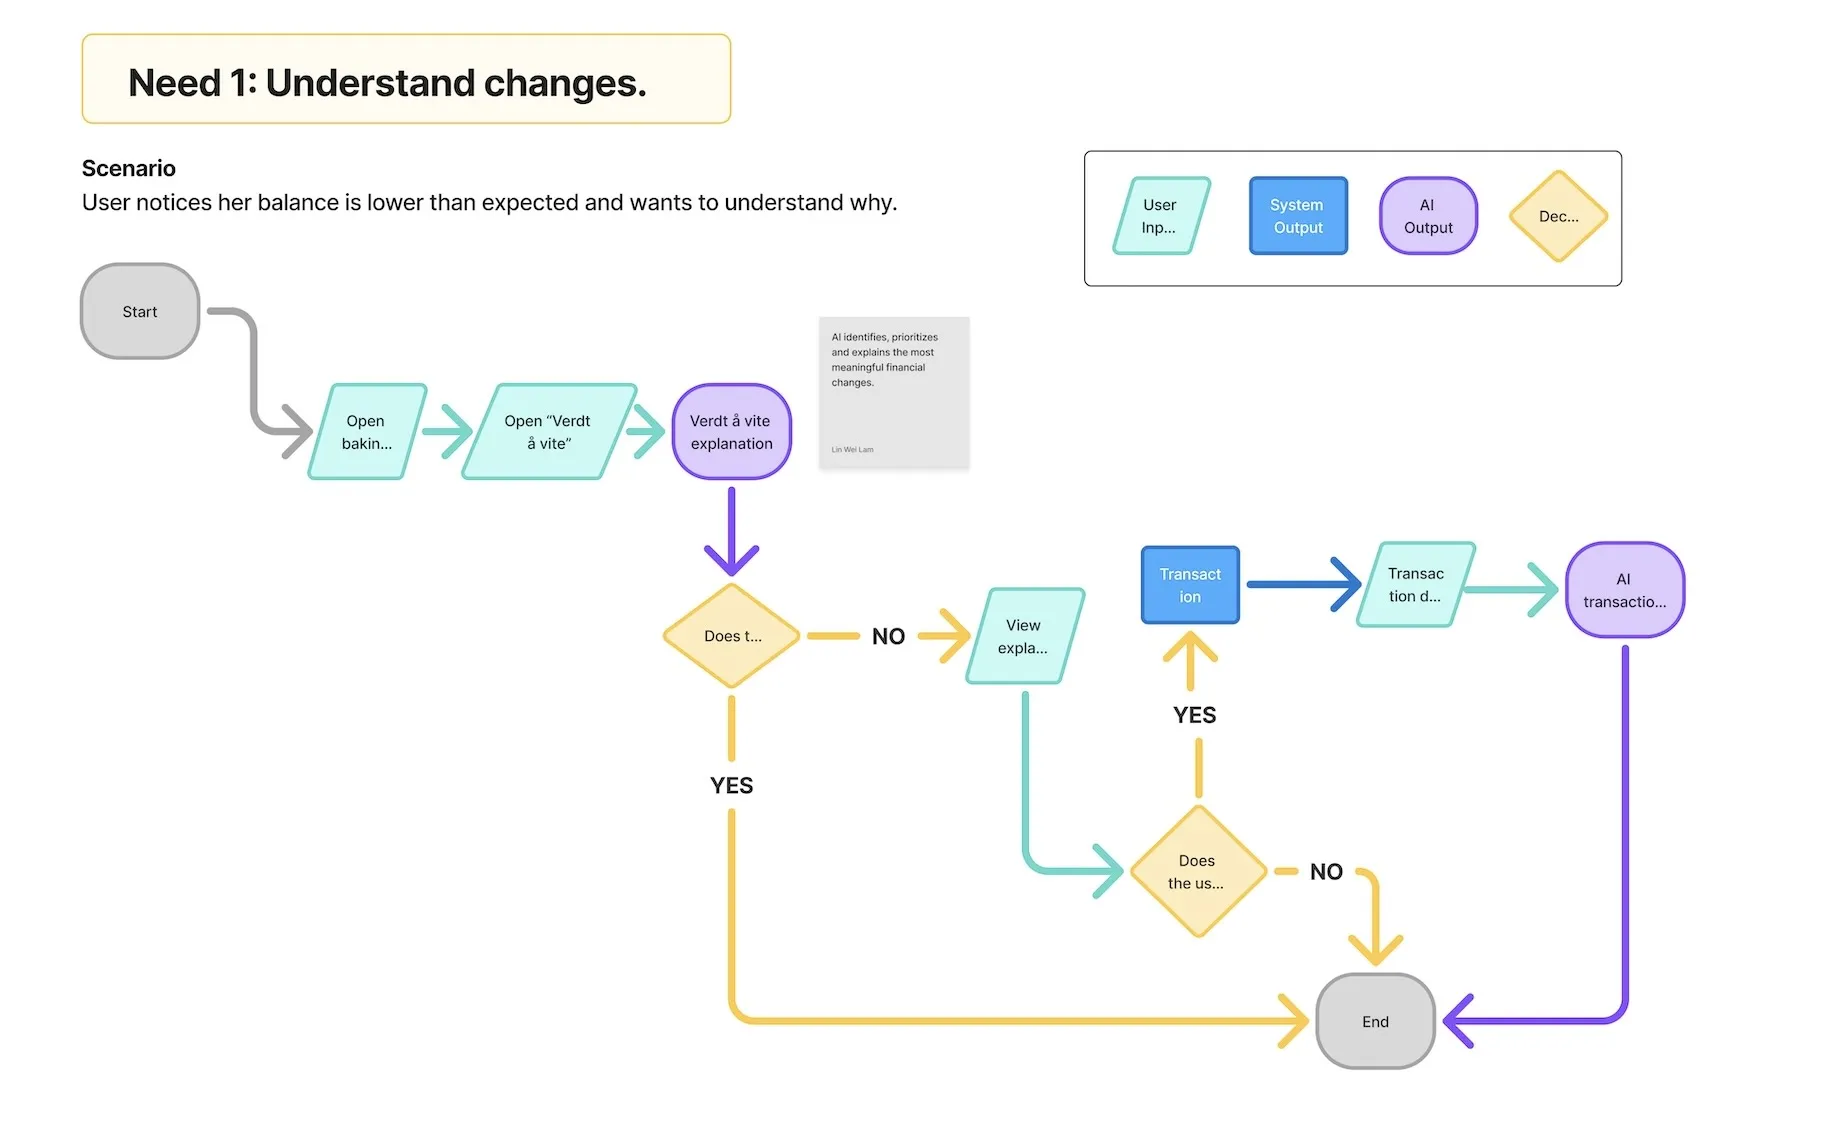 Need 1: Understand changes.
Scenario
User notices her balance is lower than expected and wants to understand why.
User
Inp...
System
Output
AI
Output
Dec...
Start
AI identifies, prioritizes
and explains the most
meaningful financial
changes.
Lin Wei Lam
Open
bakin...
Open “Verdt
å vite”
Verdt å vite
explanation
Does t...
NO
View
expla...
Transact
ion
Transac
tion d...
AI
transactio...
YES
YES
Does
the us...
NO
End